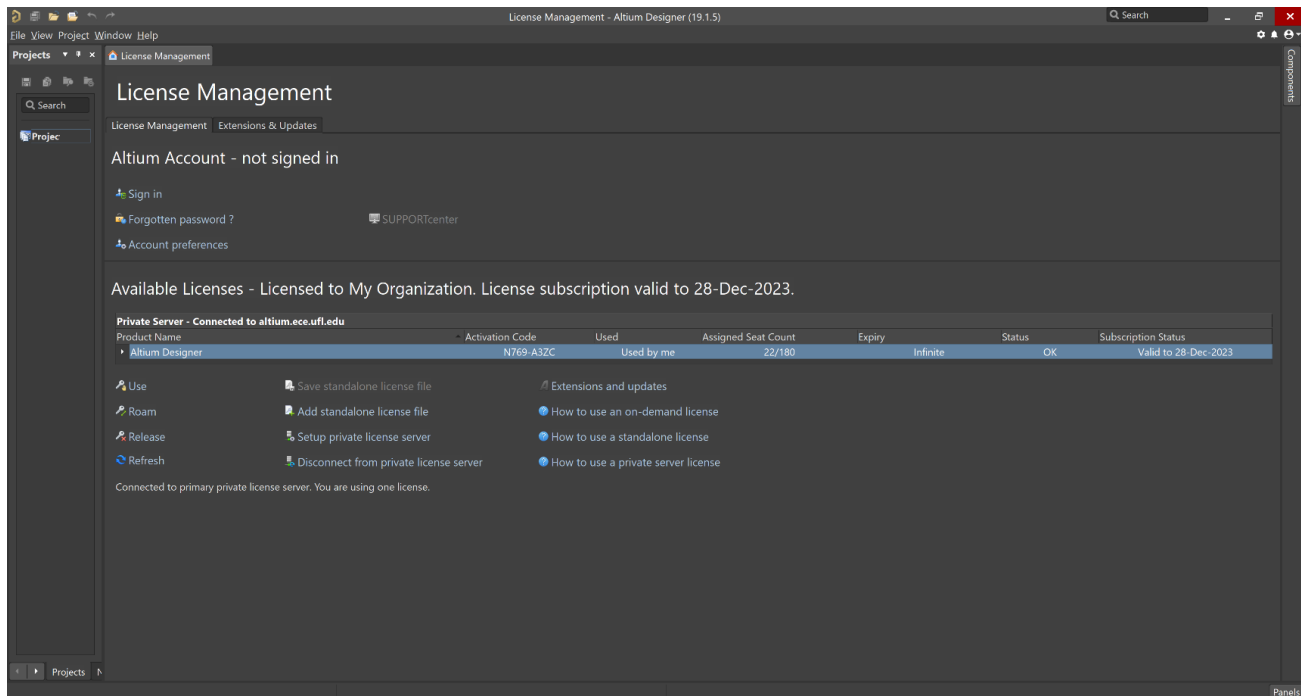 License Management - Altium Designer (19.1.5)
Search
File View Project Window Help
Projects
License Management
Components
Search
License Management
License Management Extensions & Updates
Projec
Altium Account - not signed in
Sign in
Forgotten password ? SUPPORTcenter
Account preferences
Available Licenses - Licensed to My Organization. License subscription valid to 28-Dec-2023.
Private Server - Connected to altium.ece.ufl.edu
Product Name Activation Code Used Assigned Seat Count Expiry Status Subscription Status
Altium Designer N769-A3ZC Used by me 22/180 Infinite OK Valid to 28-Dec-2023
Use Save standalone license file Extensions and updates
Roam Add standalone license file How to use an on-demand license
Release Setup private license server How to use a standalone license
Refresh Disconnect from private license server How to use a private server license
Connected to primary private license server. You are using one license.
Projects N
Panels